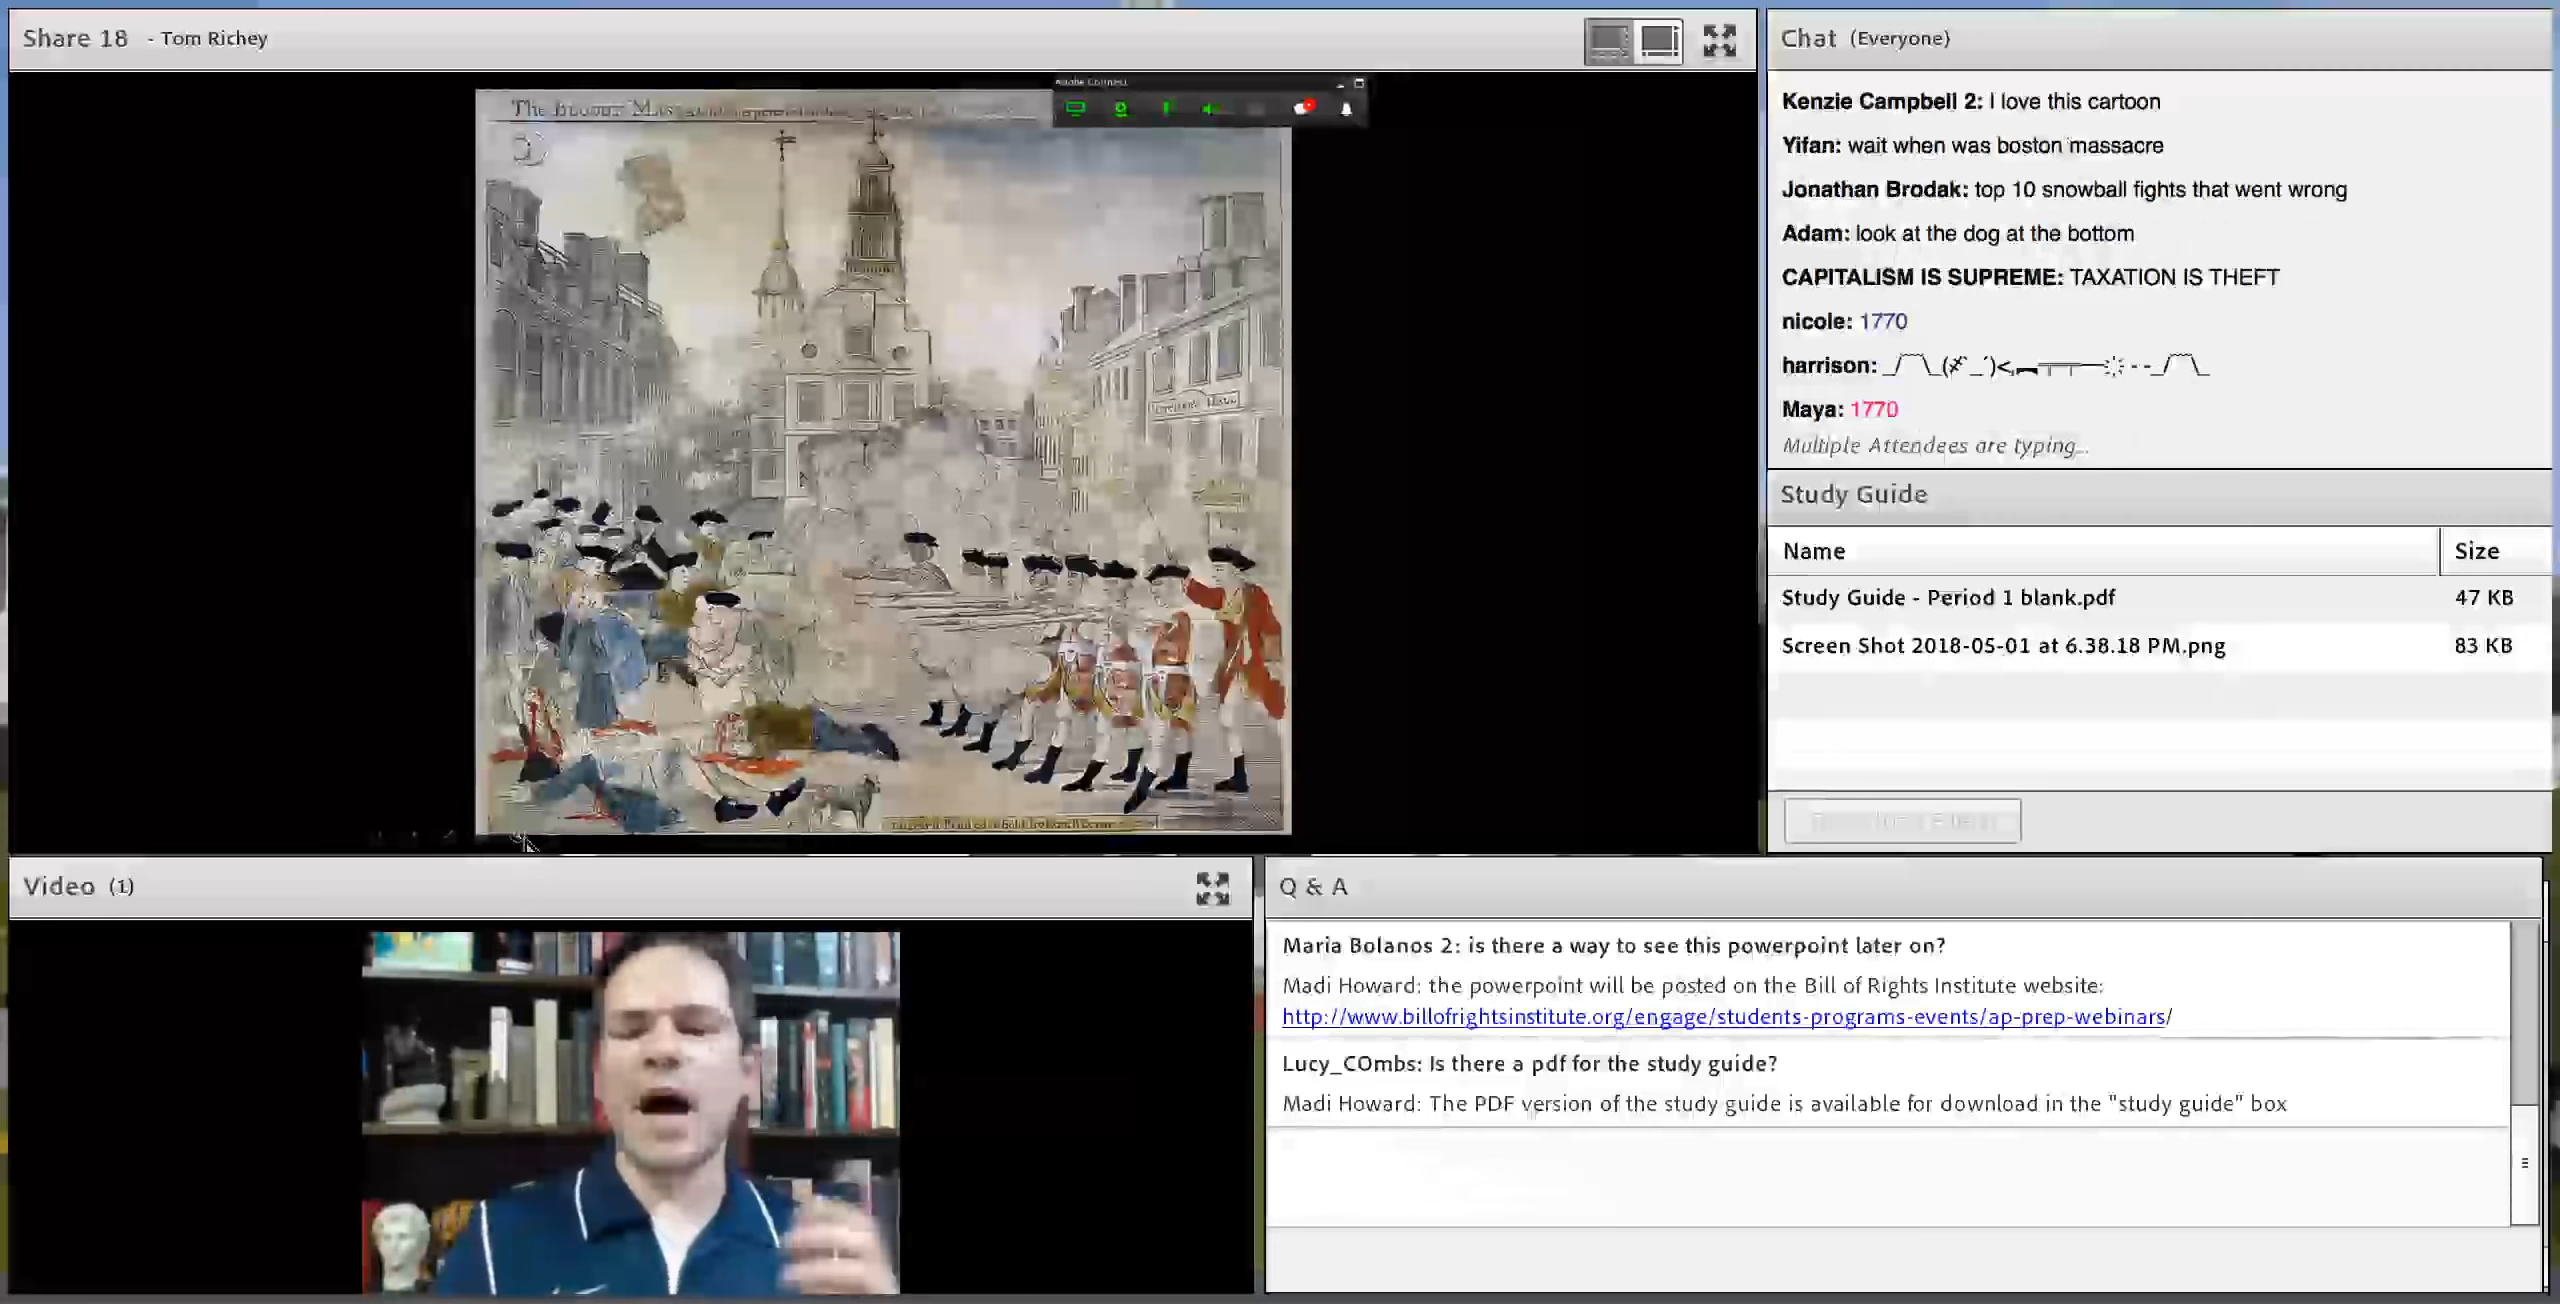 Share 18 - Tom Richey
Adobe Connect
The
Video (1)
Chat (Everyone)
Kenzie Campbell 2: I love this cartoon
Yifan: wait when was boston massacre
Jonathan Brodak: top 10 snowball fights that went wrong
Adam: look at the dog at the bottom
CAPITALISM IS SUPREME: TAXATION IS THEFT
nicole: 1770
harrison:
Maya: 1770
Multiple Attendees are typing...
Study Guide
Name Size
Study Guide - Period 1 blank.pdf 47 KB
Screen Shot 2018-05-01 at 6.38.18 PM.png 83 KB
Q & A
Maria Bolanos 2: is there a way to see this powerpoint later on?
Madi Howard: the powerpoint will be posted on the Bill of Rights Institute website:
http://www.billofrightsinstitute.org/engage/students-programs-events/ap-prep-webinars/
Lucy_COmbs: Is there a pdf for the study guide?
Madi Howard: The PDF version of the study guide is available for download in the "study guide" box